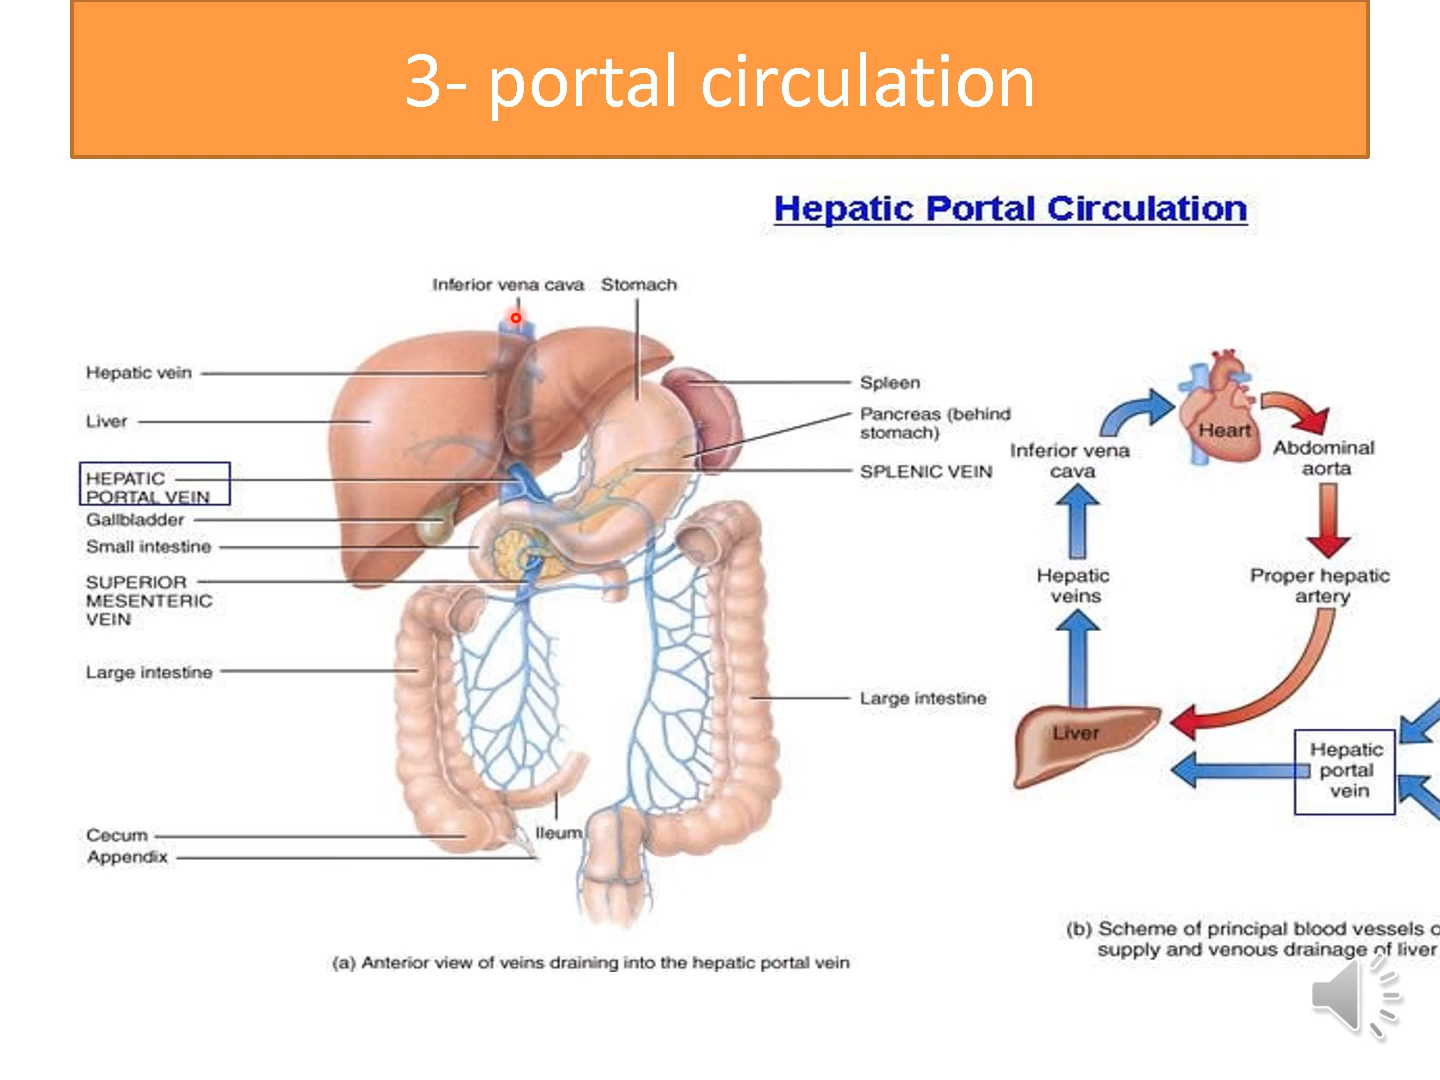 3- portal circulation
Hepatic Portal Circulation
Inferior vena cava
Stomach
Hepatic vein
Liver
HEPATIC
PORTAL VEIN
Gallbladder
Small intestine
SUPERIOR
MESENTERIC
VEIN
Large intestine
Cecum
Appendix
Ileum
Spleen
Pancreas (behind
stomach)
SPLENIC VEIN
Large intestine
(a) Anterior view of veins draining into the hepatic portal vein
Heart
Inferior vena
cava
Abdominal
aorta
Hepatic
veins
Proper hepatic
artery
Liver
Hepatic
portal
vein
(b) Scheme of principal blood vessels
supply and venous drainage of liver